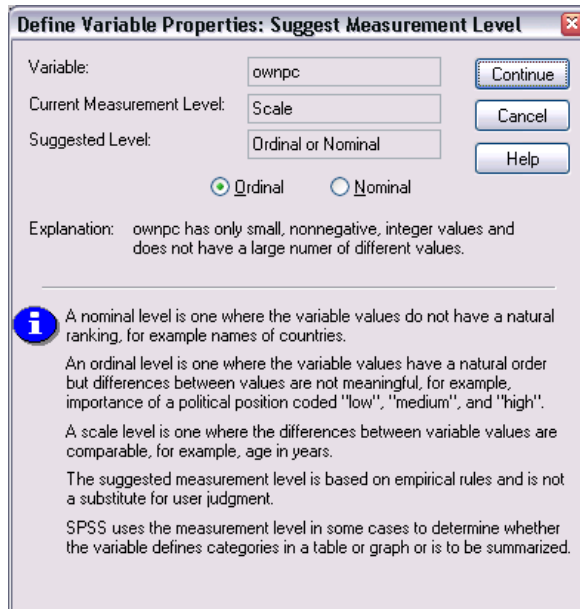 Define Variable Properties: Suggest Measurement Level
Variable:
ownpc
Continue
Current Measurement Level:
Scale
Cancel
Suggested Level:
Ordinal or Nominal
Help
Ordinal
Nominal
Explanation:
ownpc has only small, nonnegative, integer values and
does not have a large numer of different values.
A nominal level is one where the variable values do not have a natural
ranking, for example names of countries.
An ordinal level is one where the variable values have a natural order
but differences between values are not meaningful, for example,
importance of a political position coded "low", "medium", and "high".
A scale level is one where the differences between variable values are
comparable, for example, age in years.
The suggested measurement level is based on empirical rules and is not
a substitute for user judgment.
SPSS uses the measurement level in some cases to determine whether
the variable defines categories in a table or graph or is to be summarized.